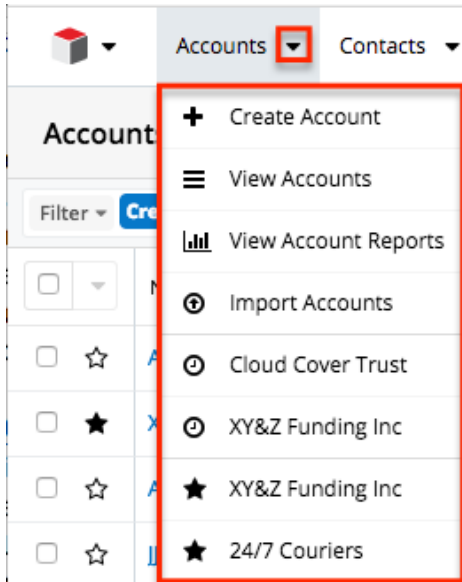 Accounts
Contacts
Account
Create Account
View Accounts
Filter
Cre
View Account Reports
Import Accounts
Cloud Cover Trust
XY&Z Funding Inc
XY&Z Funding Inc
24/7 Couriers